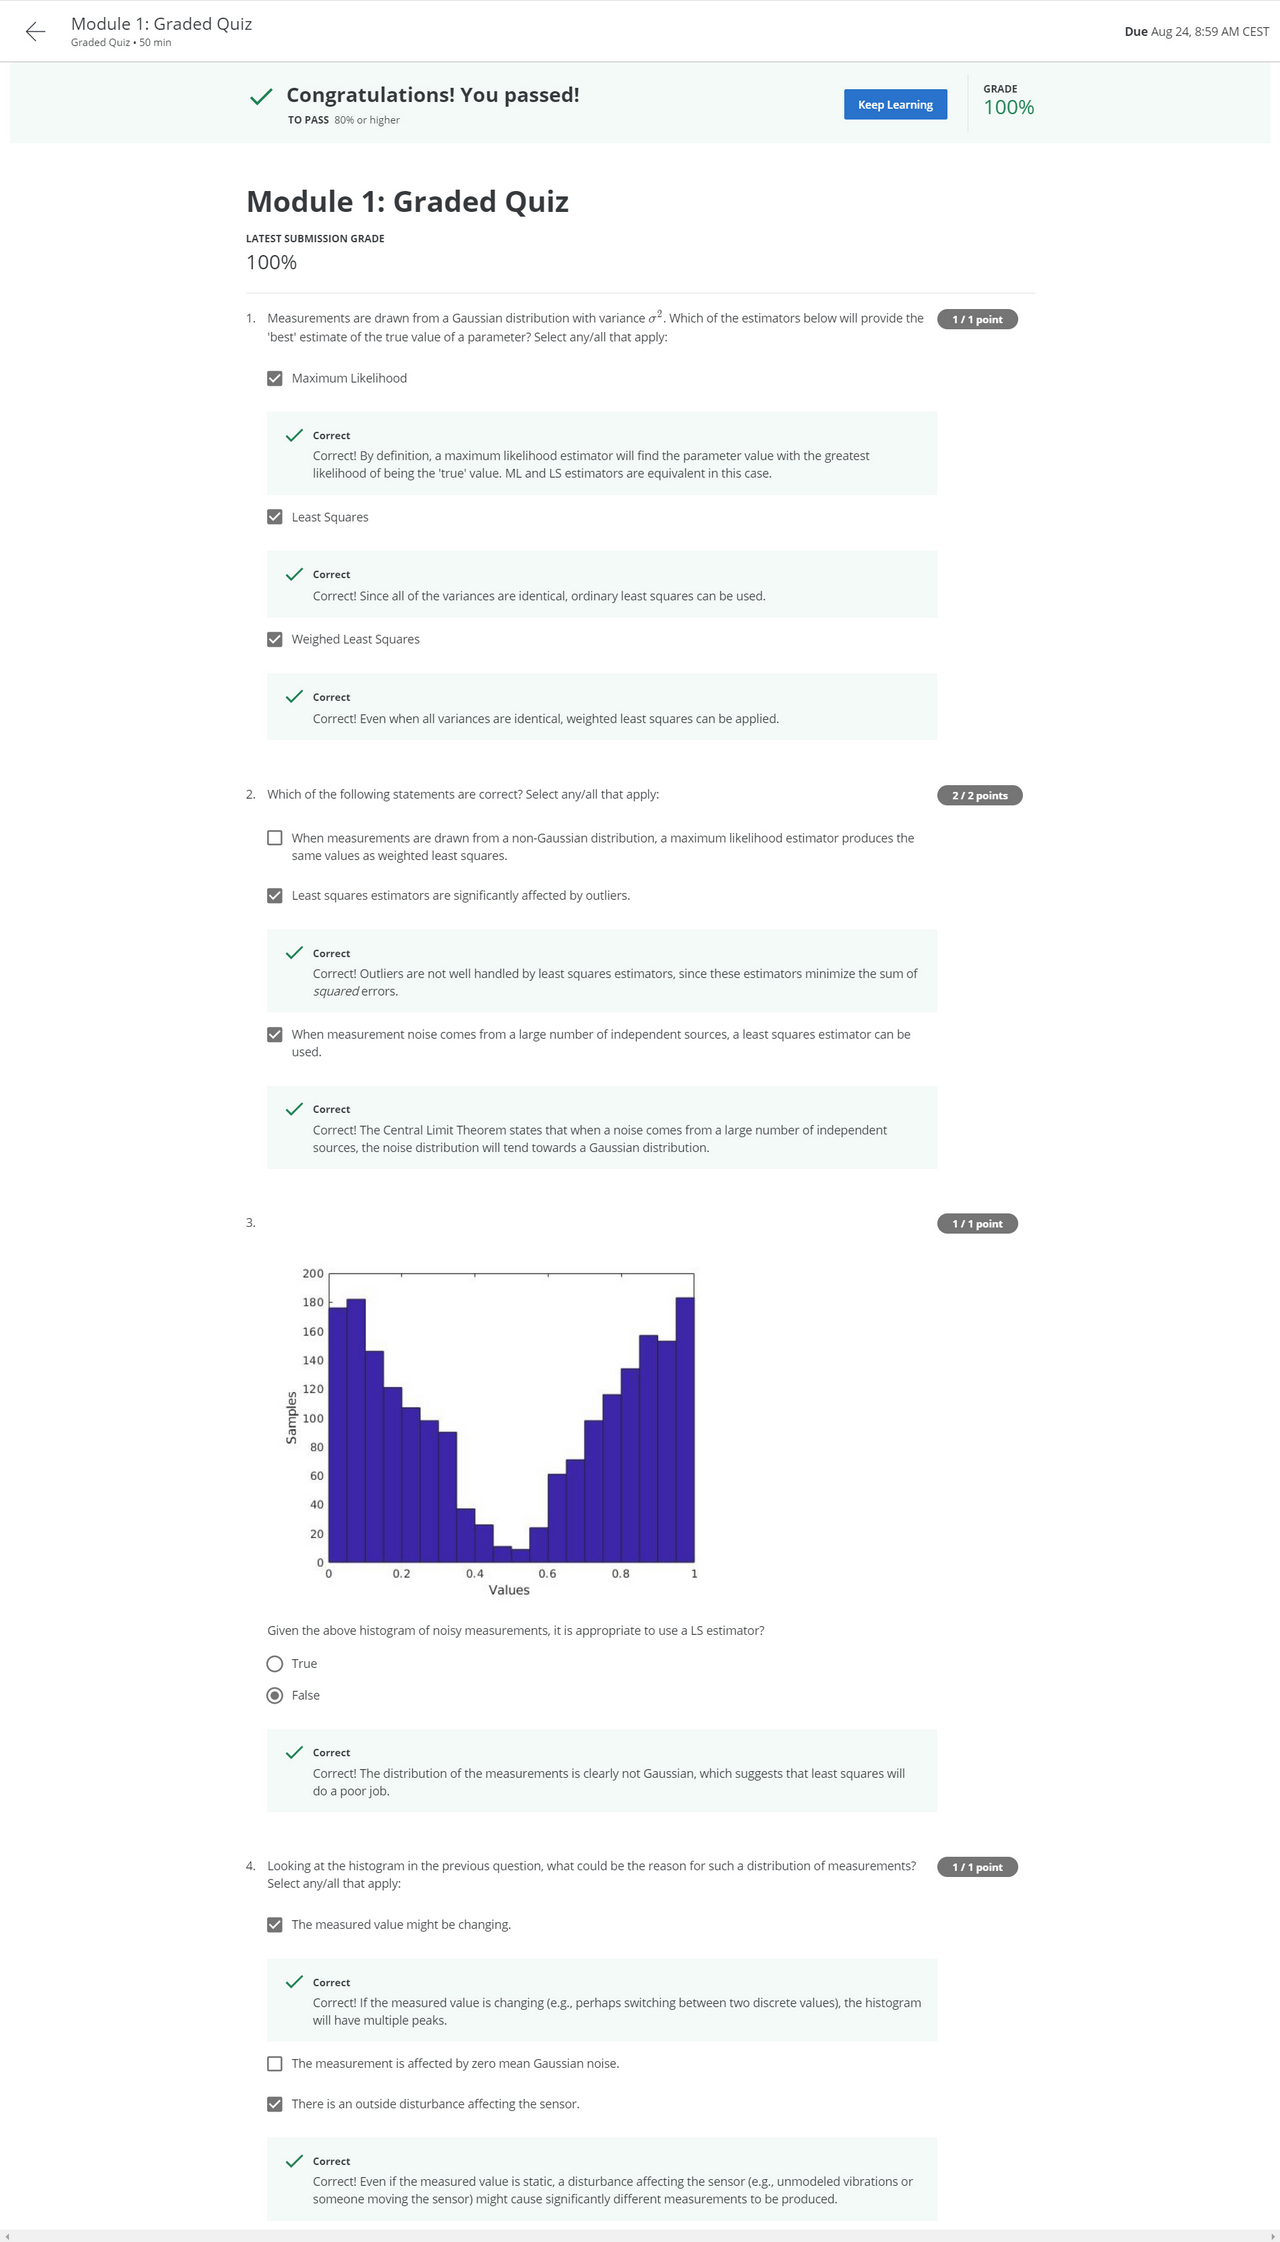 Module 1: Graded Quiz
Graded Quiz • 50 min
Due Aug 24, 8:59 AM CEST
Congratulations! You passed!
TO PASS 80% or higher
Keep Learning
GRADE
100%
Module 1: Graded Quiz
LATEST SUBMISSION GRADE
100%
1. Measurements are drawn from a Gaussian distribution with variance σ². Which of the estimators below will provide the
'best' estimate of the true value of a parameter? Select any/all that apply:
1 / 1 point
Maximum Likelihood
Correct
Correct! By definition, a maximum likelihood estimator will find the parameter value with the greatest
likelihood of being the 'true' value. ML and LS estimators are equivalent in this case.
Least Squares
Correct
Correct! Since all of the variances are identical, ordinary least squares can be used.
Weighed Least Squares
Correct
Correct! Even when all variances are identical, weighted least squares can be applied.
2. Which of the following statements are correct? Select any/all that apply:
2 / 2 points
When measurements are drawn from a non-Gaussian distribution, a maximum likelihood estimator produces the
same values as weighted least squares.
Least squares estimators are significantly affected by outliers.
Correct
Correct! Outliers are not well handled by least squares estimators, since these estimators minimize the sum of
squared errors.
When measurement noise comes from a large number of independent sources, a least squares estimator can be
used.
Correct
Correct! The Central Limit Theorem states that when a noise comes from a large number of independent
sources, the noise distribution will tend towards a Gaussian distribution.
3.
1 / 1 point
200
180
160
140
120
100
80
60
40
20
0
Samples
0 0.2 0.4 0.6 0.8 1
Values
Given the above histogram of noisy measurements, it is appropriate to use a LS estimator?
True
False
Correct
Correct! The distribution of the measurements is clearly not Gaussian, which suggests that least squares will
do a poor job.
4. Looking at the histogram in the previous question, what could be the reason for such a distribution of measurements?
Select any/all that apply:
1 / 1 point
The measured value might be changing.
Correct
Correct! If the measured value is changing (e.g., perhaps switching between two discrete values), the histogram
will have multiple peaks.
The measurement is affected by zero mean Gaussian noise.
There is an outside disturbance affecting the sensor.
Correct
Correct! Even if the measured value is static, a disturbance affecting the sensor (e.g., unmodeled vibrations or
someone moving the sensor) might cause significantly different measurements to be produced.